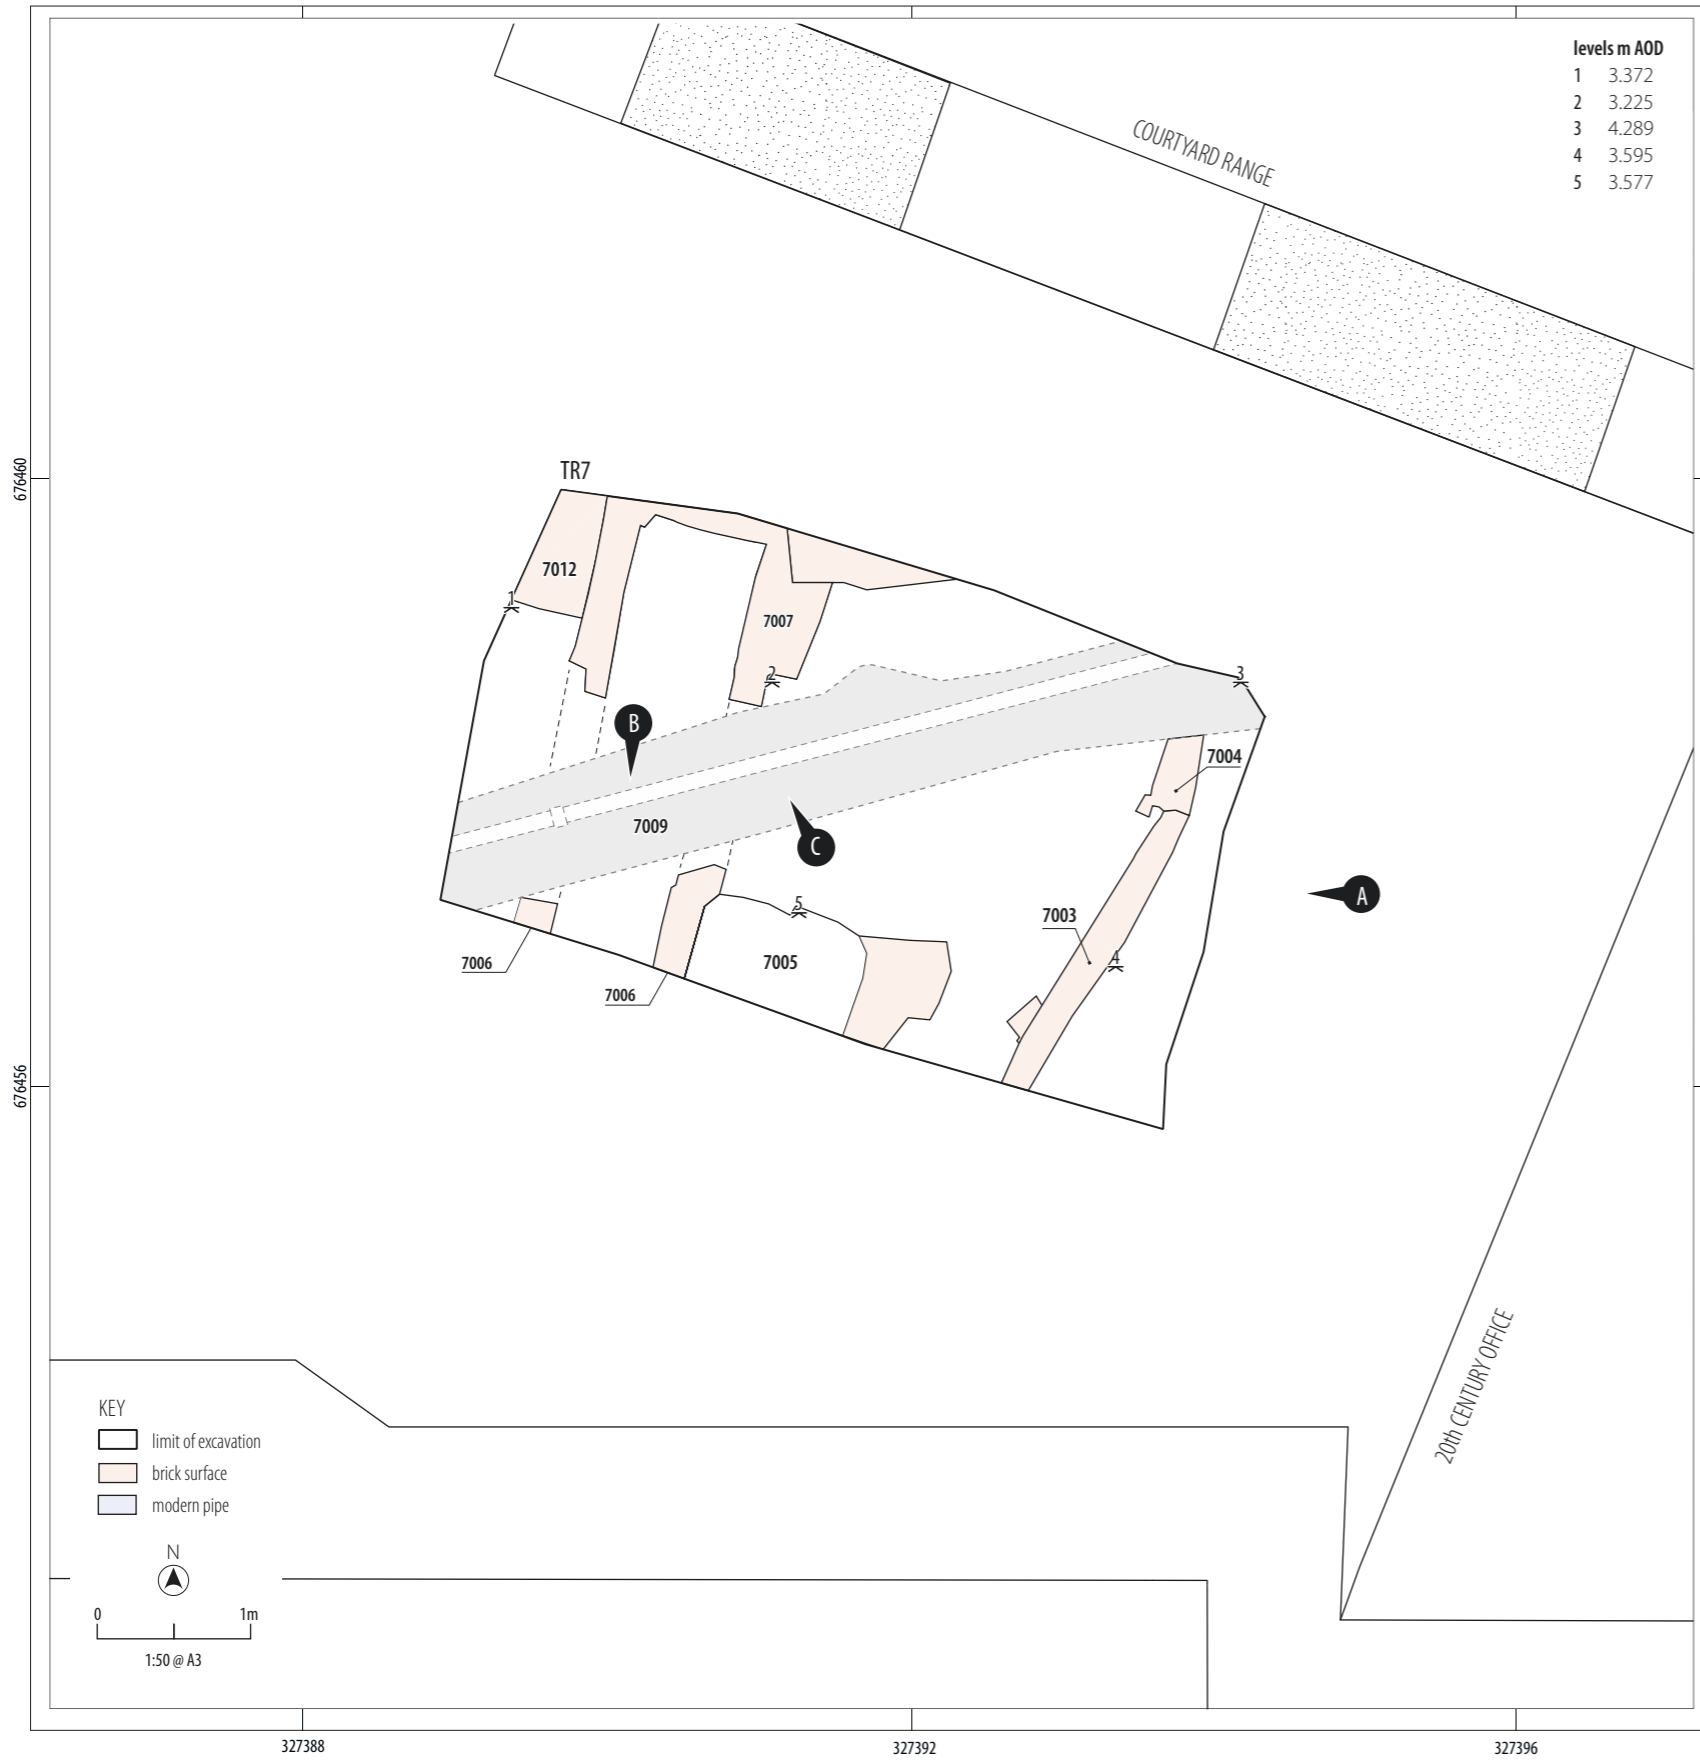 levels m AOD
1 3.372
2 3.225
3 4.289
4 3.595
5 3.577
COURTYARD RANGE
676460
TR7
7012
1
7007
2
3
B
7004
7009
C
A
5
7003
4
7005
7006
7006
676456
20th CENTURY OFFICE
KEY
limit of excavation
brick surface
modern pipe
N
0 1m
1:50 @ A3
327388 327392 327396